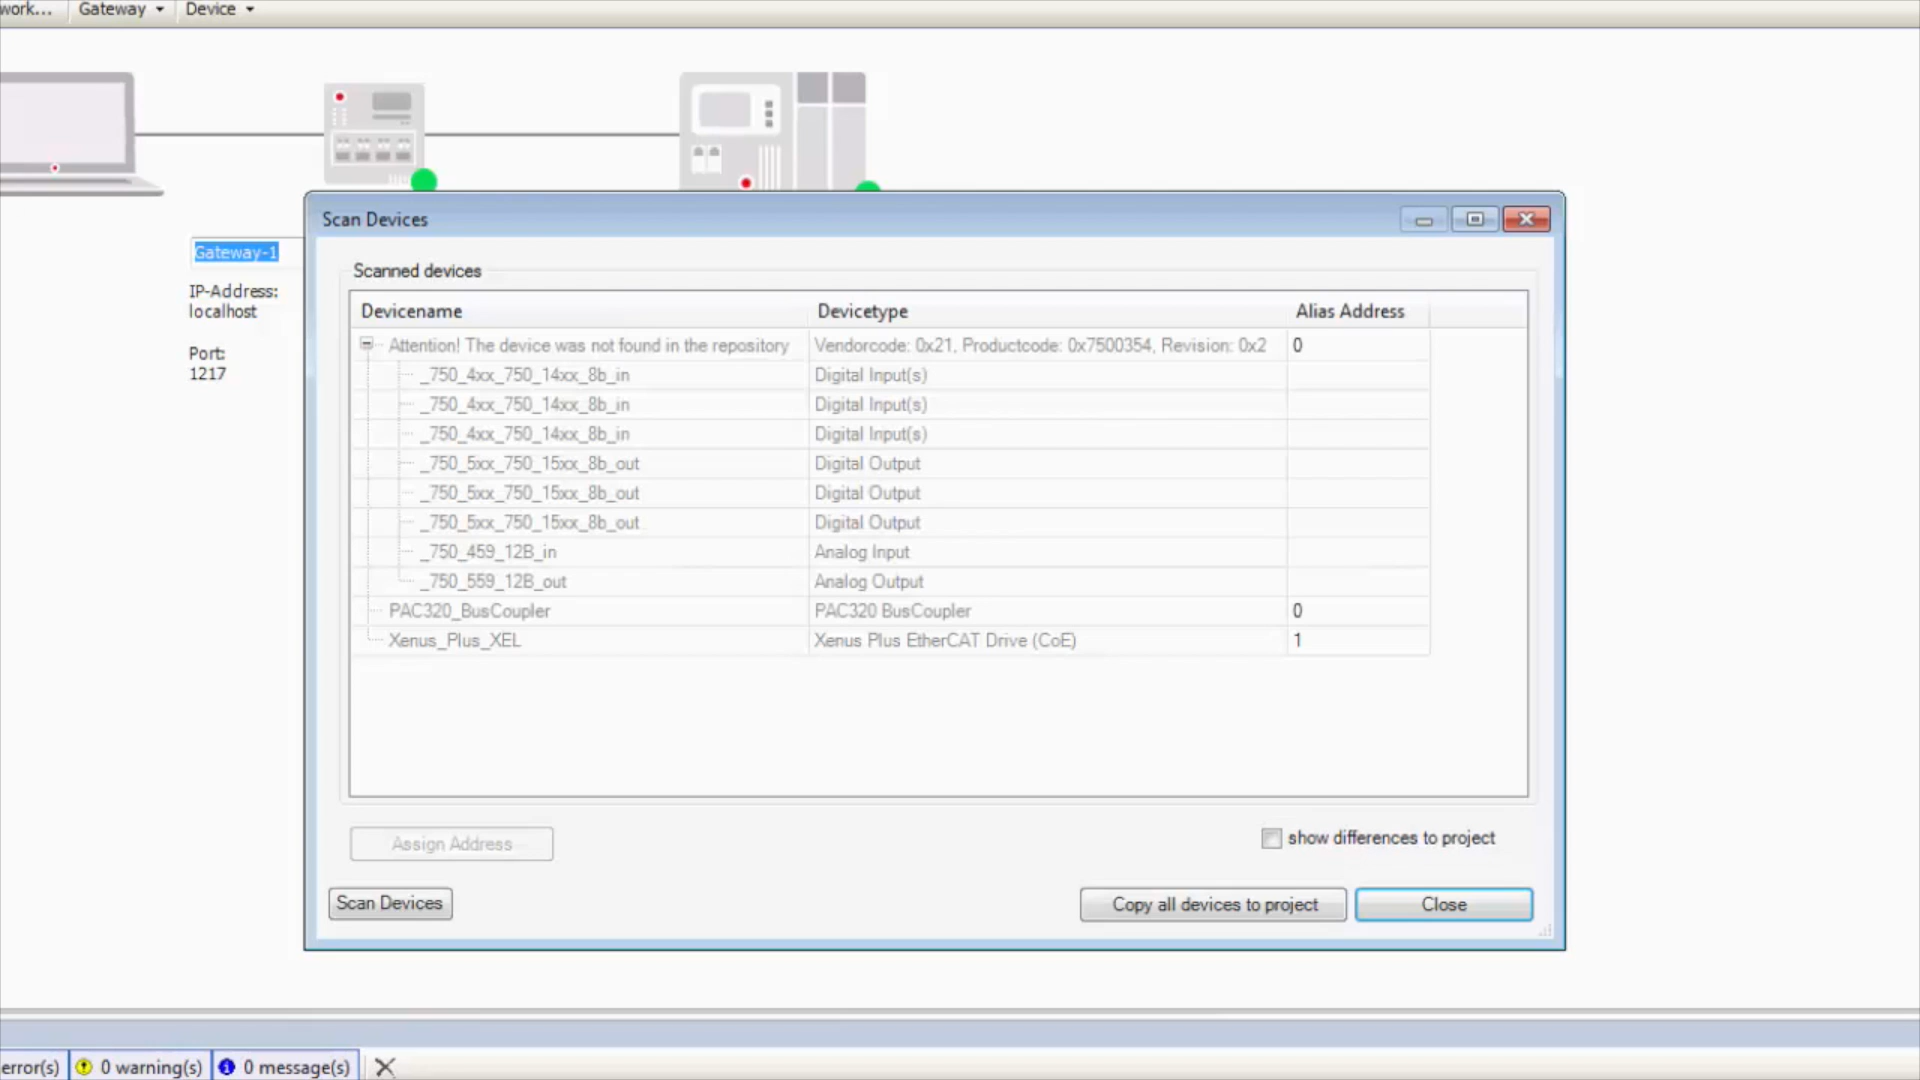 work... Gateway Device
Scan Devices
Gateway-1
IP-Address:
localhost
Port:
1217
Scanned devices
Devicename Devicetype Alias Address
Attention! The device was not found in the repository Vendorcode: 0x21, Productcode: 0x7500354, Revision: 0x2 0
_750_4xx_750_14xx_8b_in Digital Input(s)
_750_4xx_750_14xx_8b_in Digital Input(s)
_750_4xx_750_14xx_8b_in Digital Input(s)
_750_5xx_750_15xx_8b_out Digital Output
_750_5xx_750_15xx_8b_out Digital Output
_750_5xx_750_15xx_8b_out Digital Output
_750_459_12B_in Analog Input
_750_559_12B_out Analog Output
PAC320_BusCoupler PAC320 BusCoupler 0
Xenus_Plus_XEL Xenus Plus EtherCAT Drive (CoE) 1
Assign Address show differences to project
Scan Devices Copy all devices to project Close
error(s) 0 warning(s) 0 message(s)